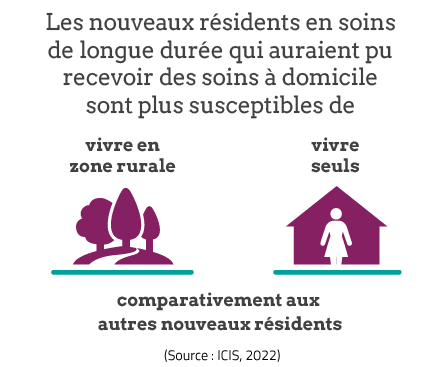 Les nouveaux résidents en soins
de longue durée qui auraient pu
recevoir des soins à domicile
sont plus susceptibles de
vivre en
zone rurale
vivre
seuls
comparativement aux
autres nouveaux résidents
(Source : ICIS, 2022)